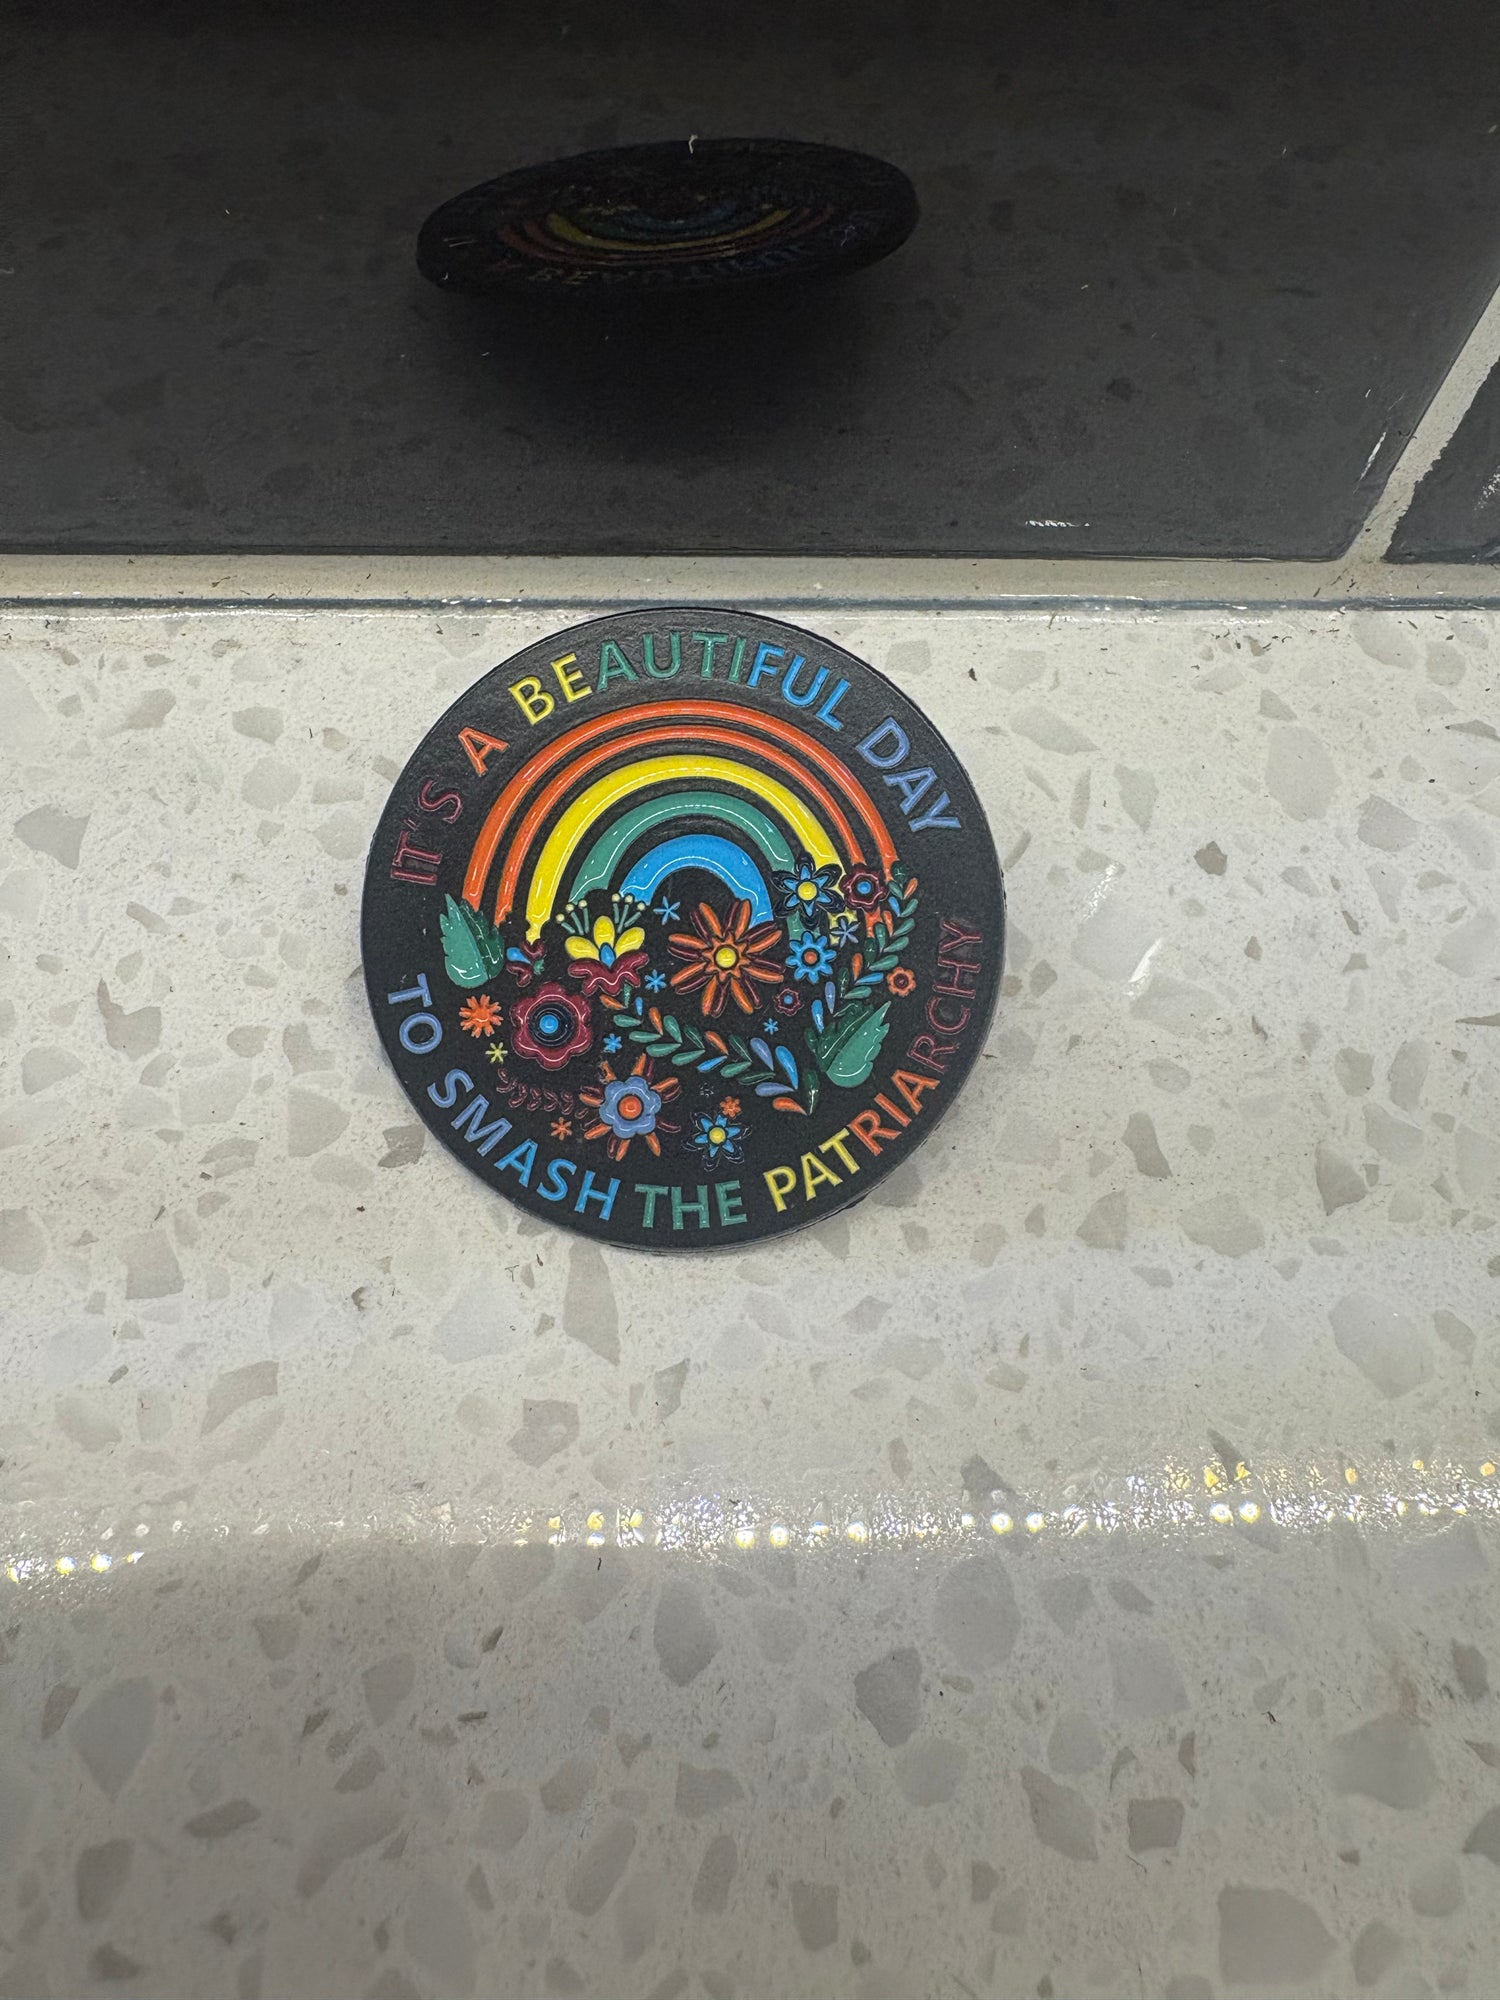 IT'S A BEAUTIFUL DAY
TO SMASH THE PATRIARCHY